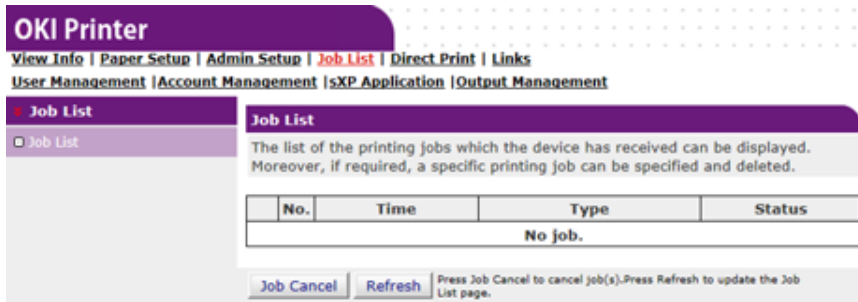 OKI Printer
View Info | Paper Setup | Admin Setup | Job List | Direct Print | Links
User Management |Account Management |sXP Application |Output Management
Job List
Job List
Job List
The list of the printing jobs which the device has received can be displayed.
Moreover, if required, a specific printing job can be specified and deleted.
No. Time Type Status
No job.
Job Cancel Refresh Press Job Cancel to cancel job(s).Press Refresh to update the Job
List page.